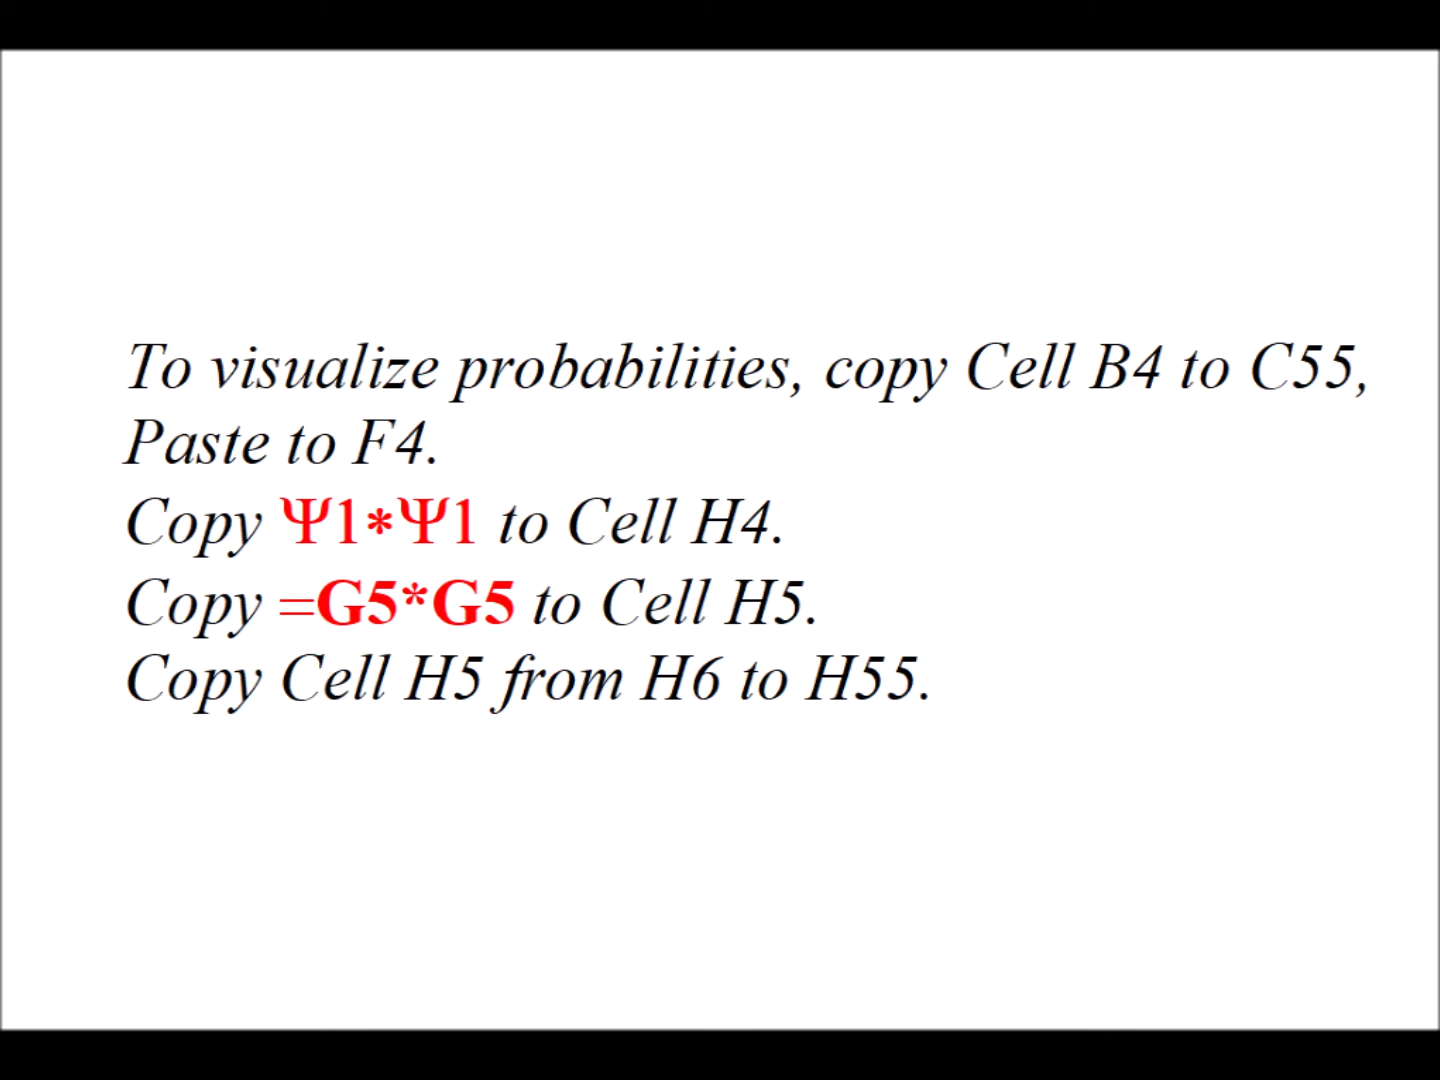 To visualize probabilities, copy Cell B4 to C55,
Paste to F4.
Copy Ψ1*Ψ1 to Cell H4.
Copy =G5*G5 to Cell H5.
Copy Cell H5 from H6 to H55.